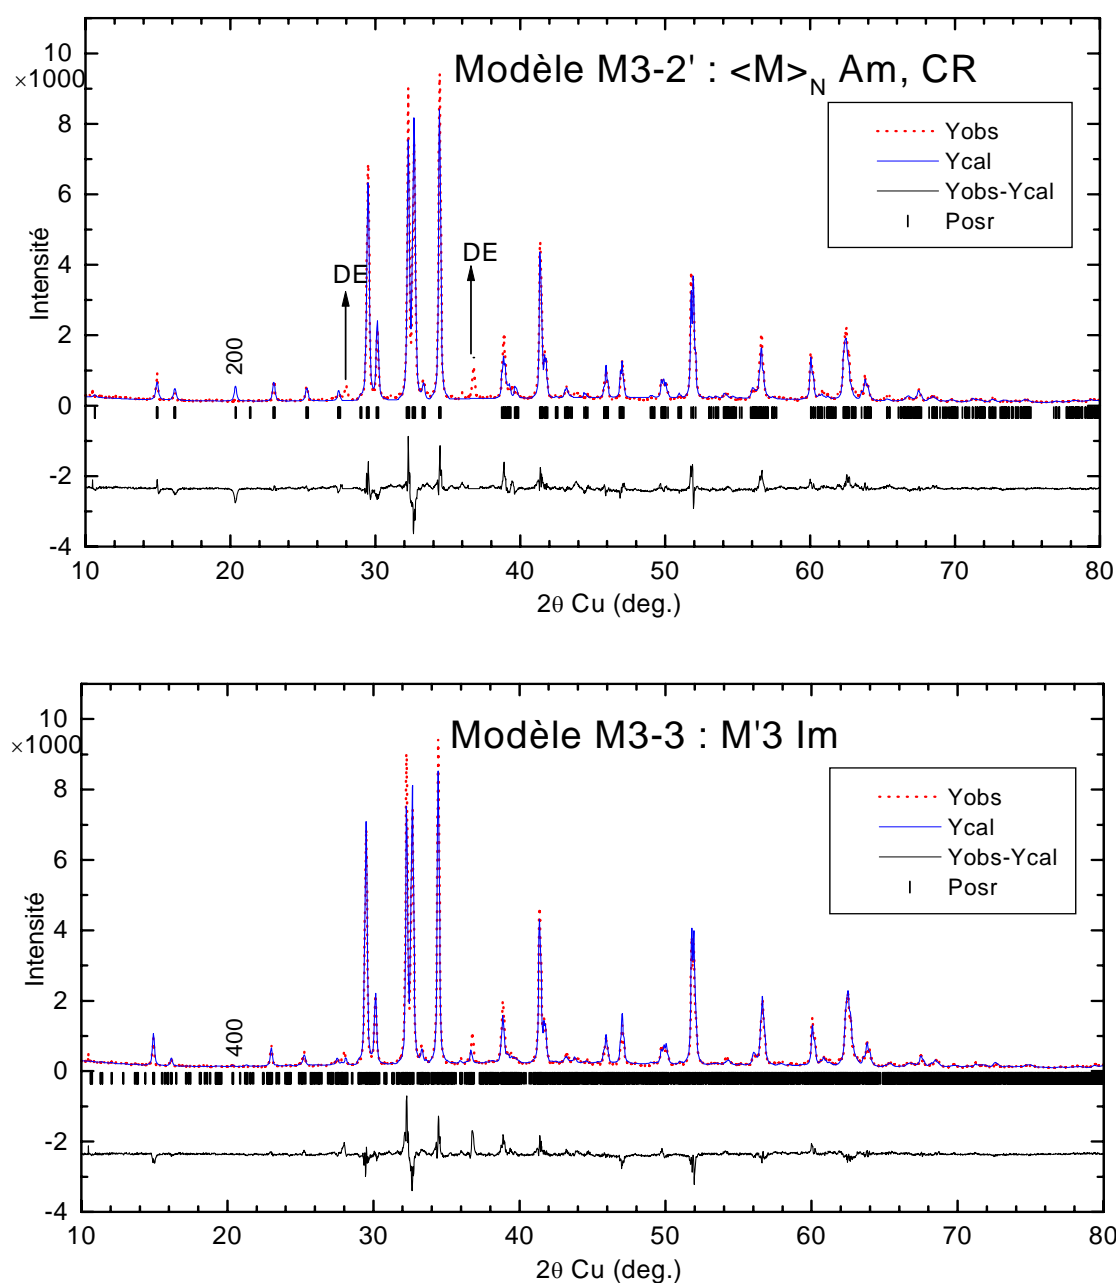 Modèle M3-2' : <M>N Am, CR
×1000
Intensité
10
8
6
4
2
0
-2
-4
Yobs
Ycal
Yobs-Ycal
Posr
DE
DE
200
10 20 30 40 50 60 70 80
2θ Cu (deg.)
Modèle M3-3 : M'3 Im
×1000
Intensité
10
8
6
4
2
0
-2
-4
Yobs
Ycal
Yobs-Ycal
Posr
400
10 20 30 40 50 60 70 80
2θ Cu (deg.)